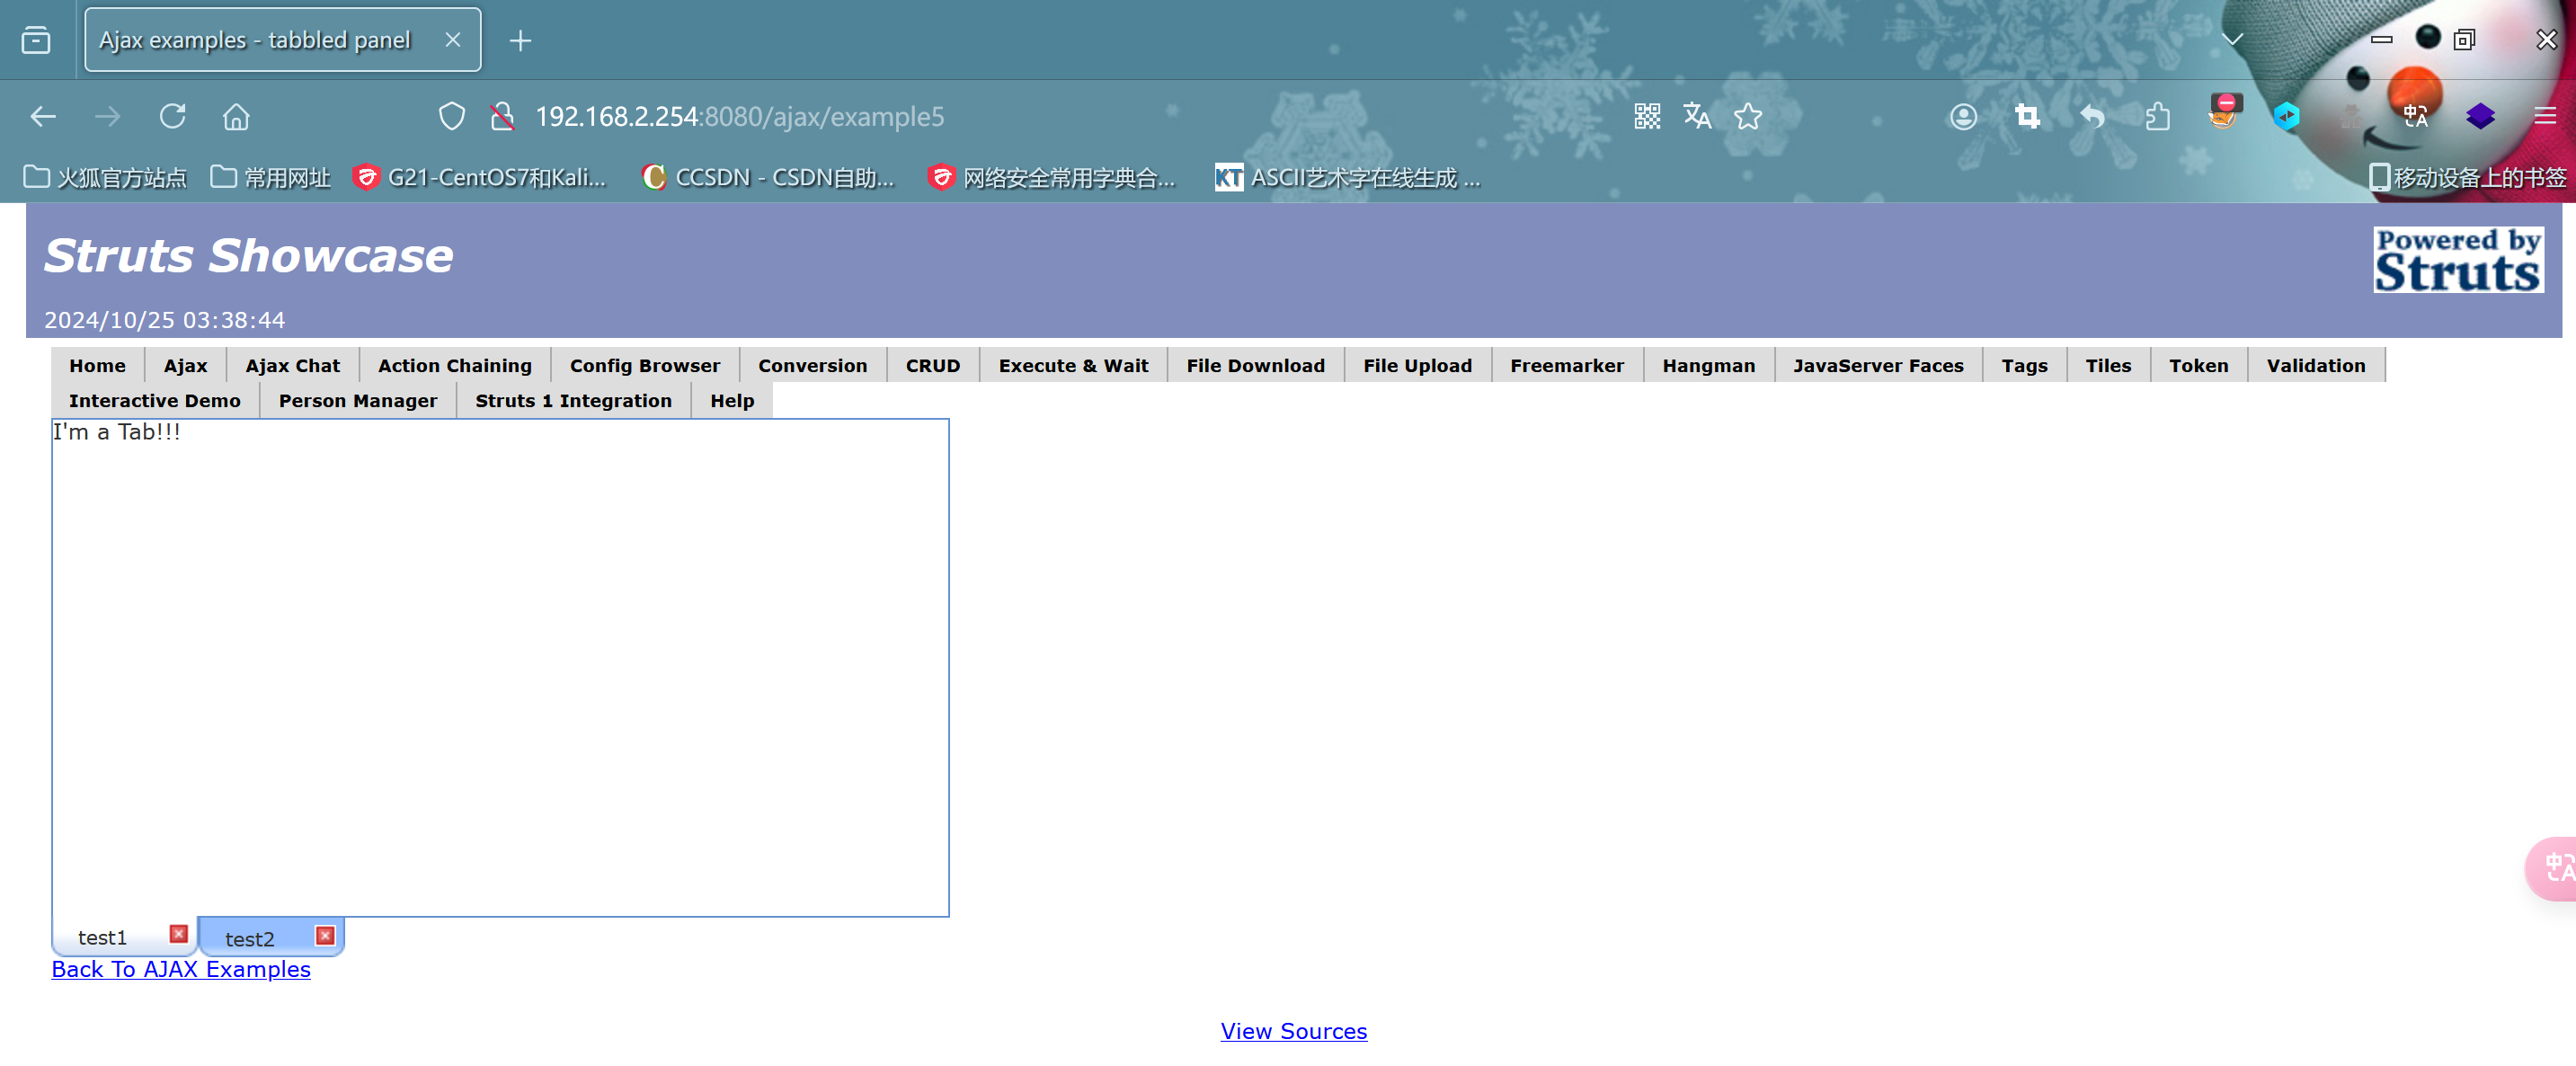 Ajax examples - tabbled panel
192.168.2.254:8080/ajax/example5
火狐官方站点 常用网址 G21-CentOS7和Kali... CCSDN - CSDN自助... 网络安全常用字典合... KT ASCII艺术字在线生成 ... 移动设备上的书签
Struts Showcase
Powered by
Struts
2024/10/25 03:38:44
Home Ajax Ajax Chat Action Chaining Config Browser Conversion CRUD Execute & Wait File Download File Upload Freemarker Hangman JavaServer Faces Tags Tiles Token Validation
Interactive Demo Person Manager Struts 1 Integration Help
I'm a Tab!!!
test1 test2
Back To AJAX Examples
View Sources